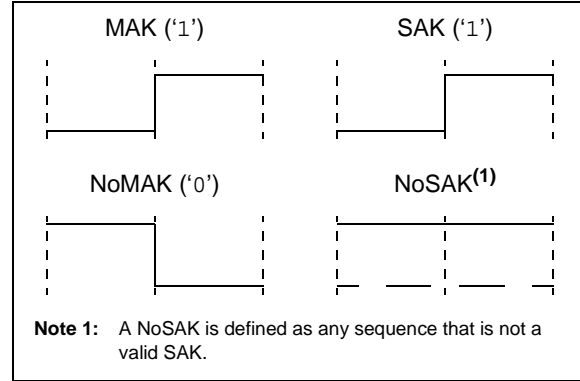 MAK (‘1’) SAK (‘1’)
NoMAK (‘0’) NoSAK(1)
Note 1: A NoSAK is defined as any sequence that is not a
valid SAK.